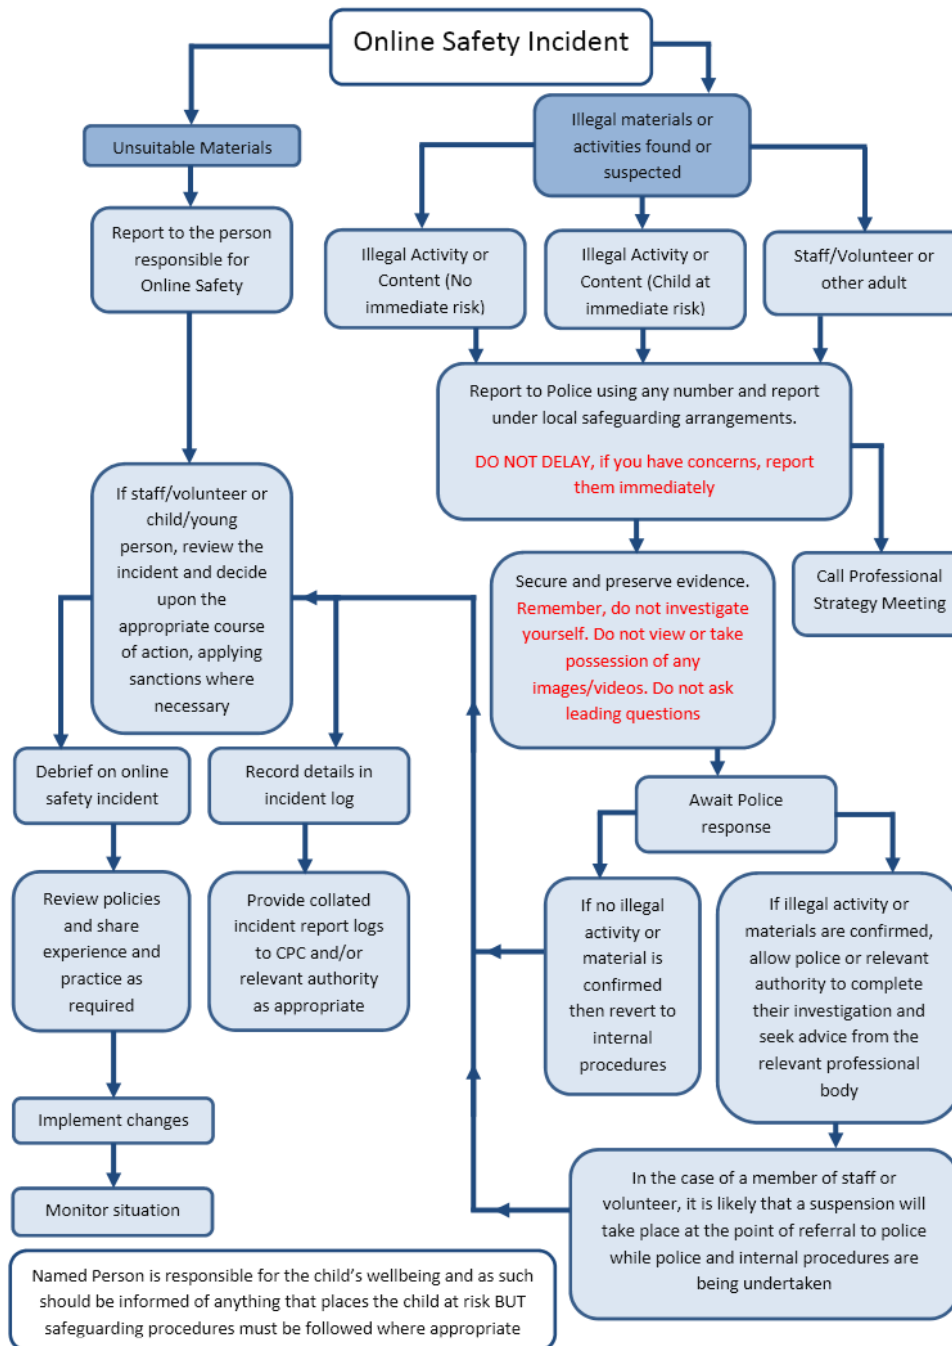 Online Safety Incident
Unsuitable Materials
Illegal materials or
activities found or
suspected
Report to the person
responsible for
Online Safety
Illegal Activity or
Content (No
immediate risk)
Illegal Activity or
Content (Child at
immediate risk)
Staff/Volunteer or
other adult
Report to Police using any number and report
under local safeguarding arrangements.
DO NOT DELAY, if you have concerns, report
them immediately
If staff/volunteer or
child/young
person, review the
incident and decide
upon the
appropriate course
of action, applying
sanctions where
necessary
Secure and preserve evidence.
Remember, do not investigate
yourself. Do not view or take
possession of any
images/videos. Do not ask
leading questions
Call Professional
Strategy Meeting
Debrief on online
safety incident
Record details in
incident log
Await Police
response
Review policies
and share
experience and
practice as
required
Provide collated
incident report logs
to CPC and/or
relevant authority
as appropriate
If no illegal
activity or
material is
confirmed
then revert to
internal
procedures
If illegal activity or
materials are confirmed,
allow police or relevant
authority to complete
their investigation and
seek advice from the
relevant professional
body
Implement changes
Monitor situation
In the case of a member of staff or
volunteer, it is likely that a suspension will
take place at the point of referral to police
while police and internal procedures are
being undertaken
Named Person is responsible for the child’s wellbeing and as such
should be informed of anything that places the child at risk BUT
safeguarding procedures must be followed where appropriate